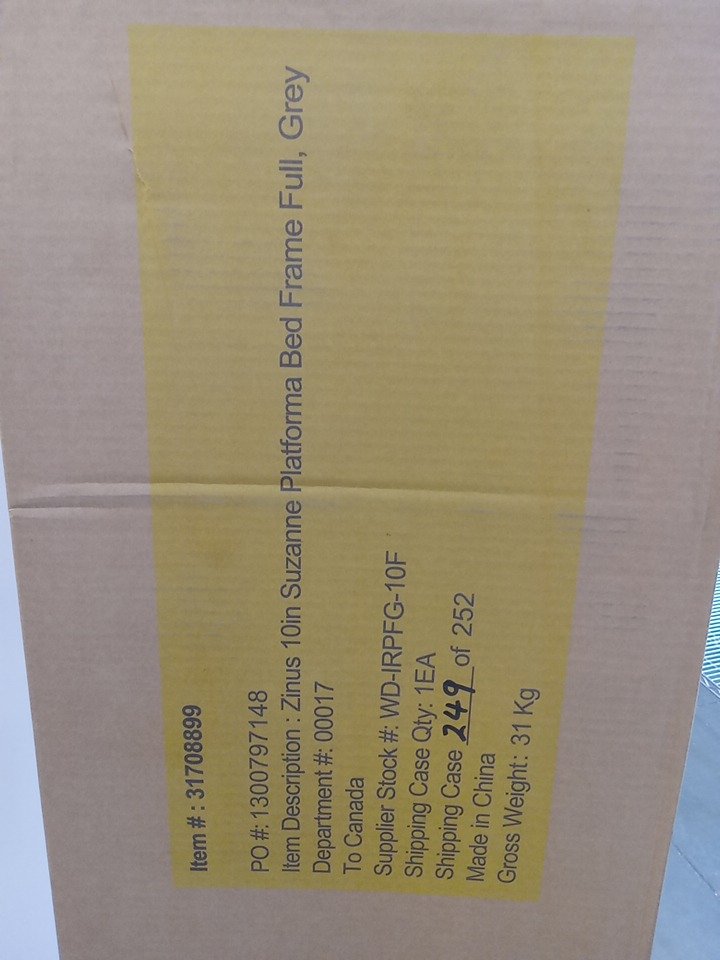 Item # : 31708899
PO #: 1300797148
Item Description : Zinus 10in Suzanne Platforma Bed Frame Full, Grey
Department #: 00017
To Canada
Supplier Stock #: WD-IRPFG-10F
Shipping Case Qty: 1EA
Shipping Case 249 of 252
Made in China
Gross Weight: 31 Kg